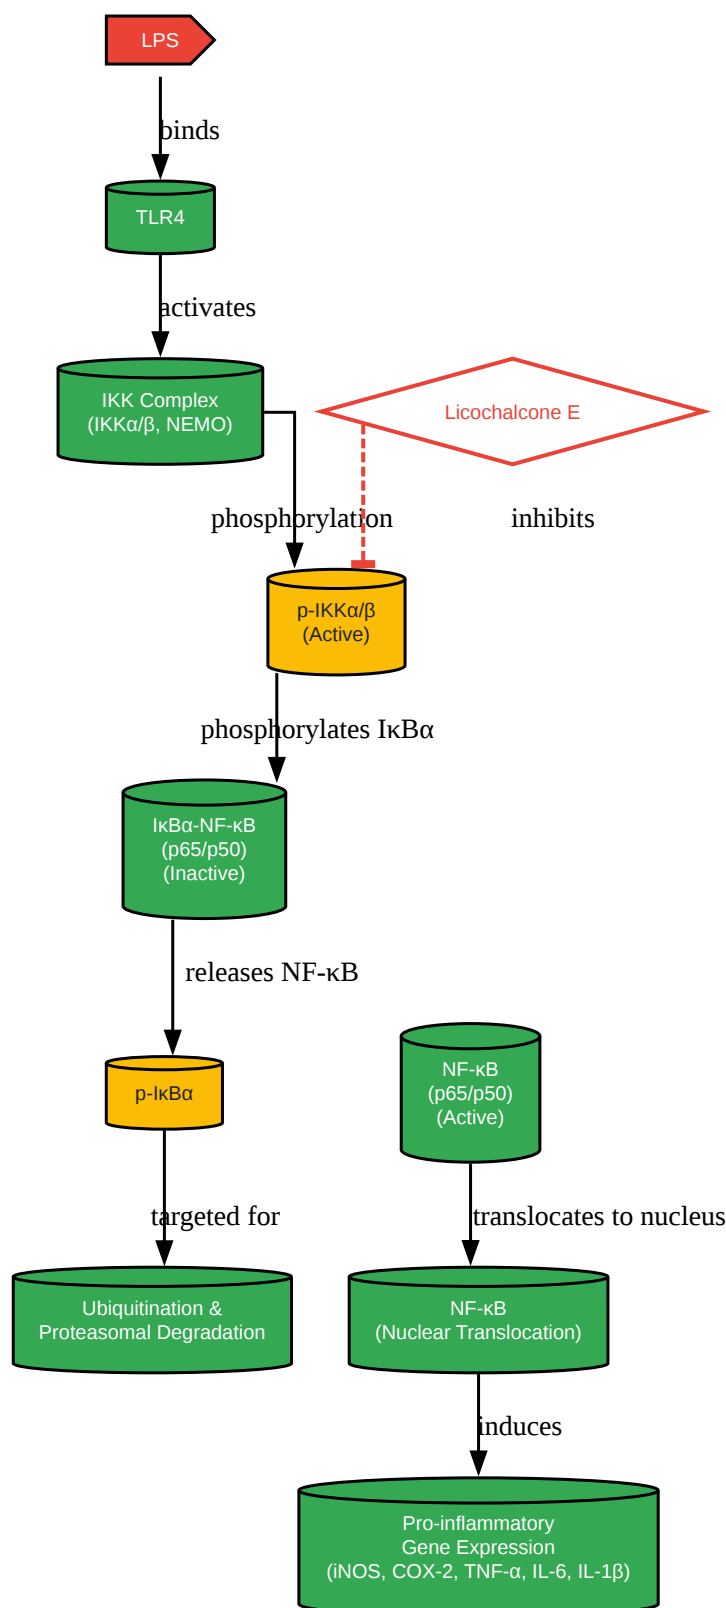 LPS
binds
TLR4
activates
IKK Complex
(IKKα/β, NEMO)
Licochalcone E
phosphorylation
inhibits
p-IKKα/β
(Active)
phosphorylates IκBα
IκBα-NF-κB
(p65/p50)
(Inactive)
releases NF-κB
NF-κB
(p65/p50)
(Active)
p-IκBα
targeted for
translocates to nucleus
Ubiquitination &
Proteasomal Degradation
NF-κB
(Nuclear Translocation)
induces
Pro-inflammatory
Gene Expression
(iNOS, COX-2, TNF-α, IL-6, IL-1β)